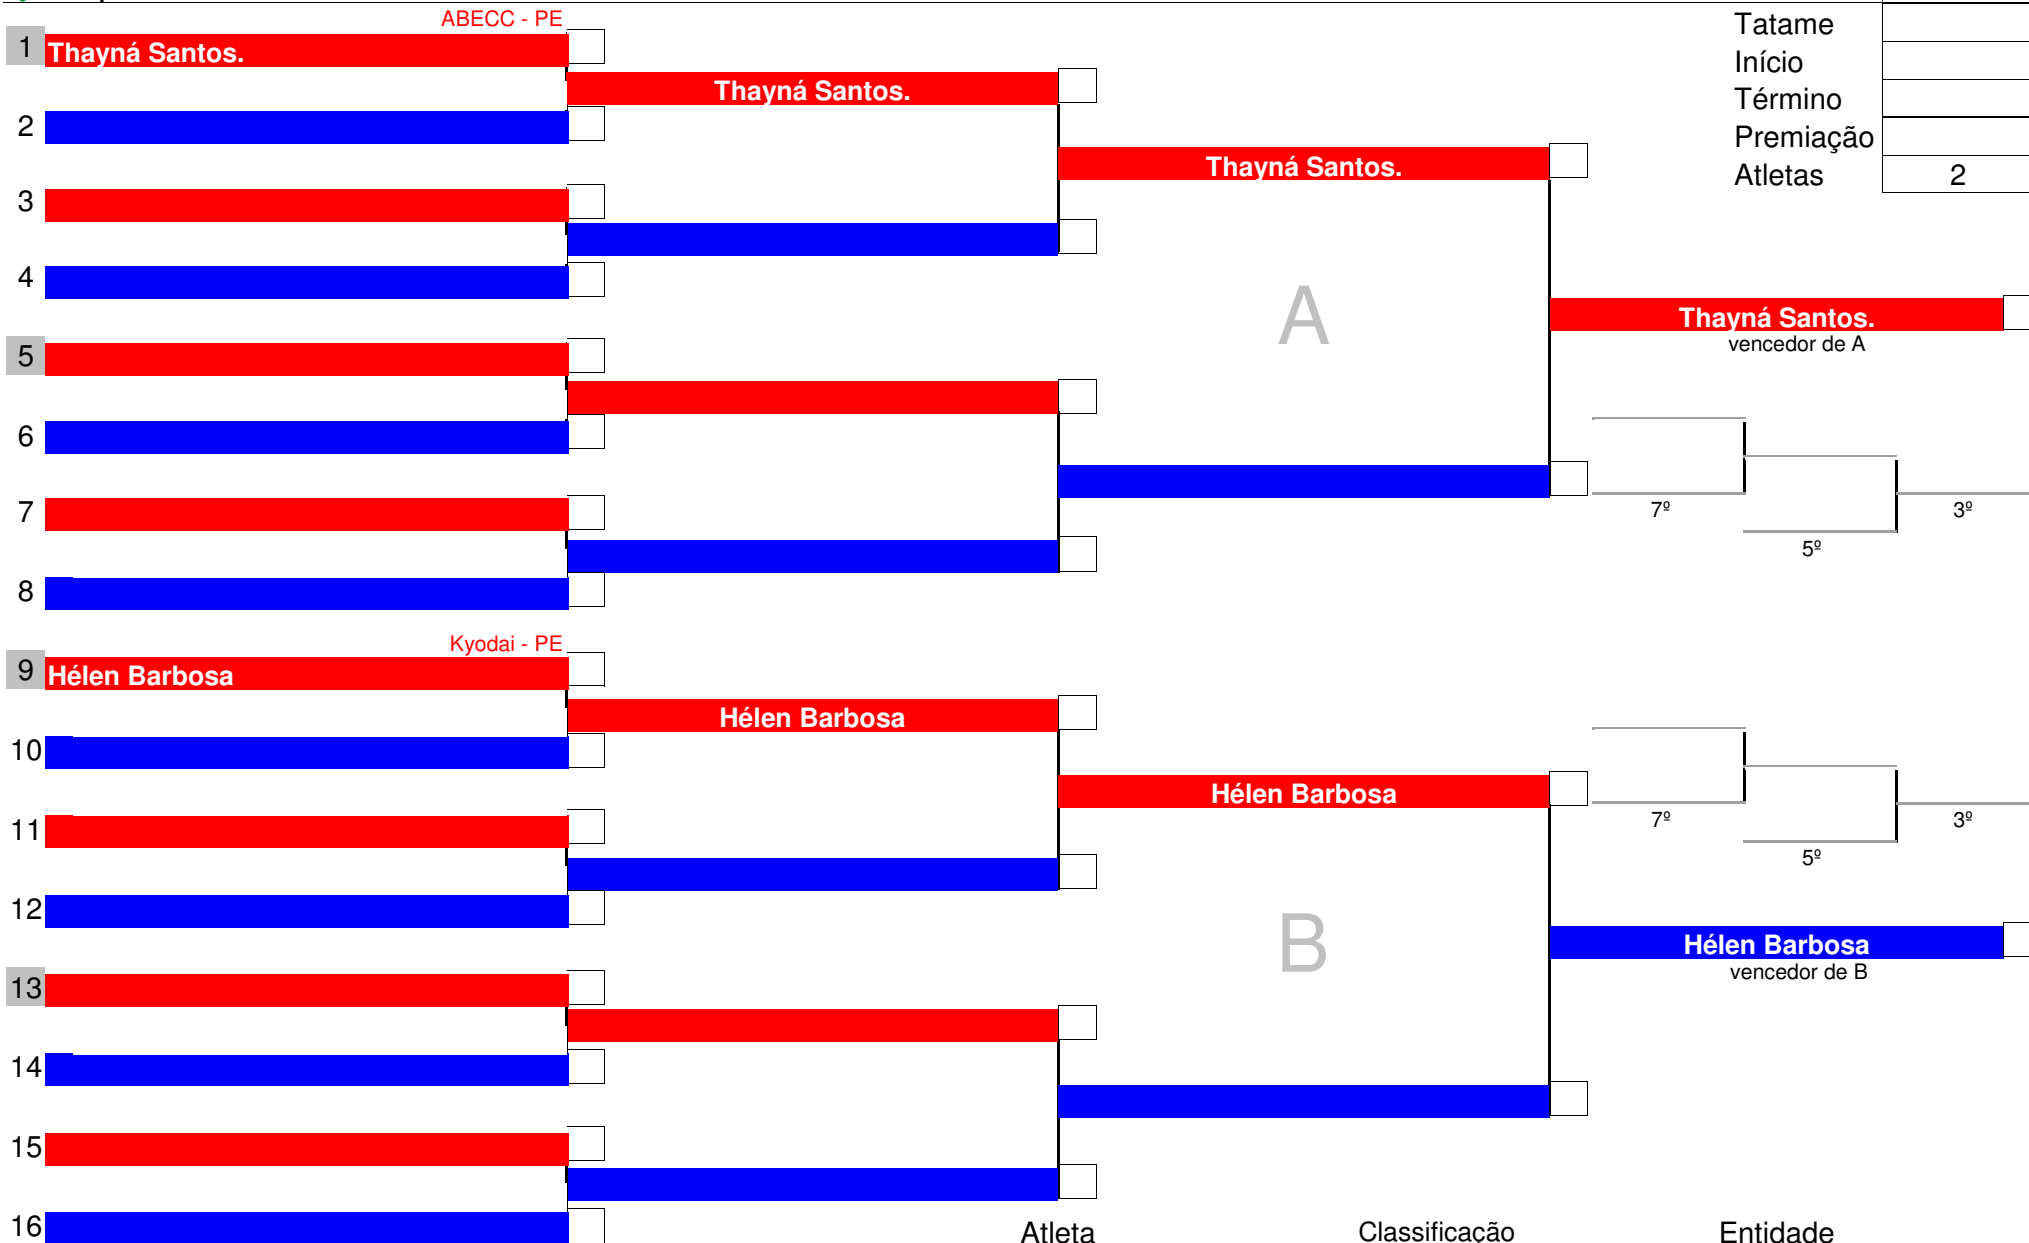 ABECC - PE
Tatame
1 Thayná Santos.
Início
Thayná Santos.
Término
2
Premiação
Thayná Santos.
Atletas 2
3
4
A
Thayná Santos.
vencedor de A
5
6
7
7º
3º
5º
8
Kyodai - PE
9 Hélen Barbosa
Hélen Barbosa
10
Hélen Barbosa
11
7º
3º
5º
12
B
Hélen Barbosa
vencedor de B
13
14
15
16
Atleta Classificação Entidade